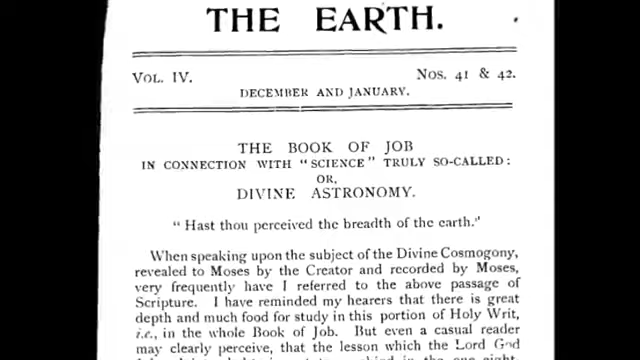 THE EARTH.
VOL. IV. NOS. 41 & 42.
DECEMBER AND JANUARY.
THE BOOK OF JOB
IN CONNECTION WITH "SCIENCE" TRULY SO-CALLED:
OR,
DIVINE ASTRONOMY.
"Hast thou perceived the breadth of the earth."
When speaking upon the subject of the Divine Cosmogony,
revealed to Moses by the Creator and recorded by Moses,
very frequently have I referred to the above passage of
Scripture. I have reminded my hearers that there is great
depth and much food for study in this portion of Holy Writ,
i.e., in the whole Book of Job. But even a casual reader
may clearly perceive, that the lesson which the Lord God